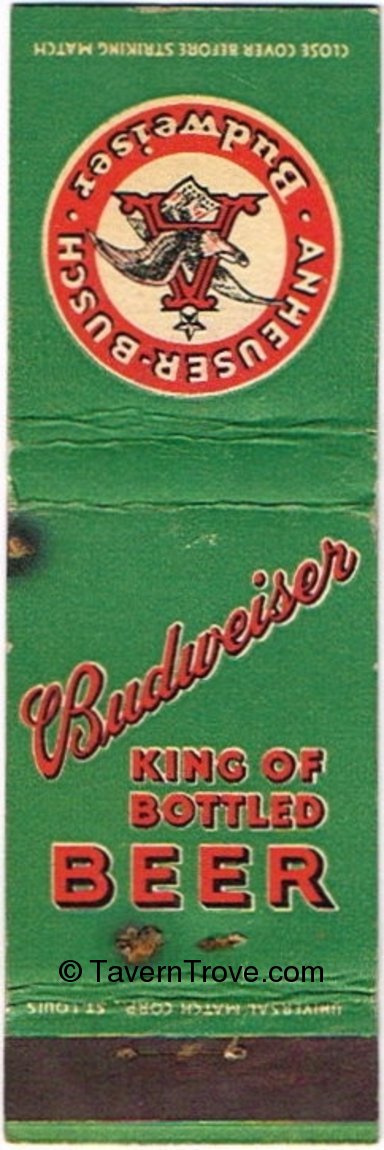 CLOSE COVER BEFORE STRIKING MATCH
Budweiser
• ANHEUSER-BUSCH •
A
Budweiser
KING OF
BOTTLED
BEER
© TavernTrove.com
UNIVERSAL MATCH CORP., ST. LOUIS